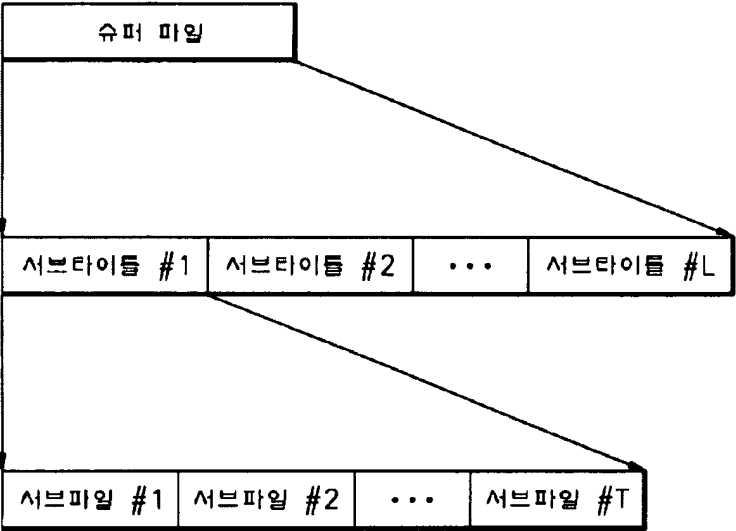 슈퍼 파일
서브타이틀 #1 서브타이틀 #2 ... 서브타이틀 #L
서브파일 #1 서브파일 #2 ... 서브파일 #T